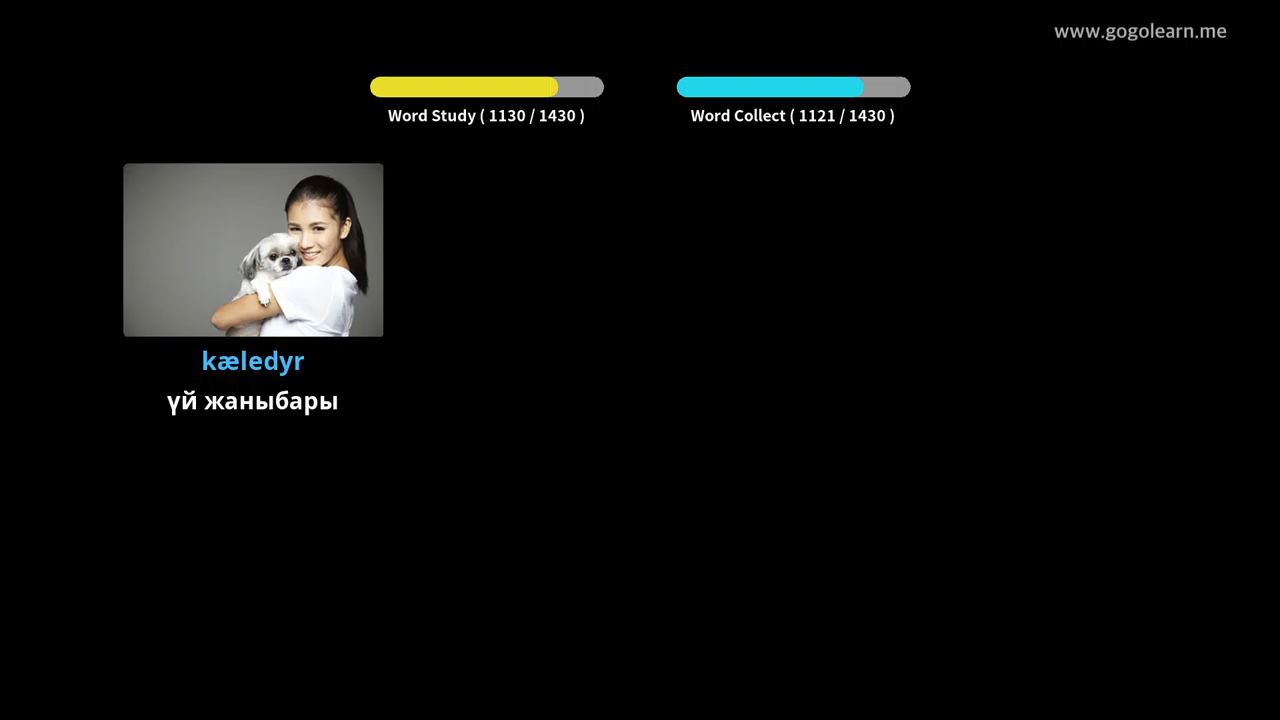 www.gogolearn.me
Word Study ( 1130 / 1430 )
Word Collect ( 1121 / 1430 )
kæledyr
үй жаныбары